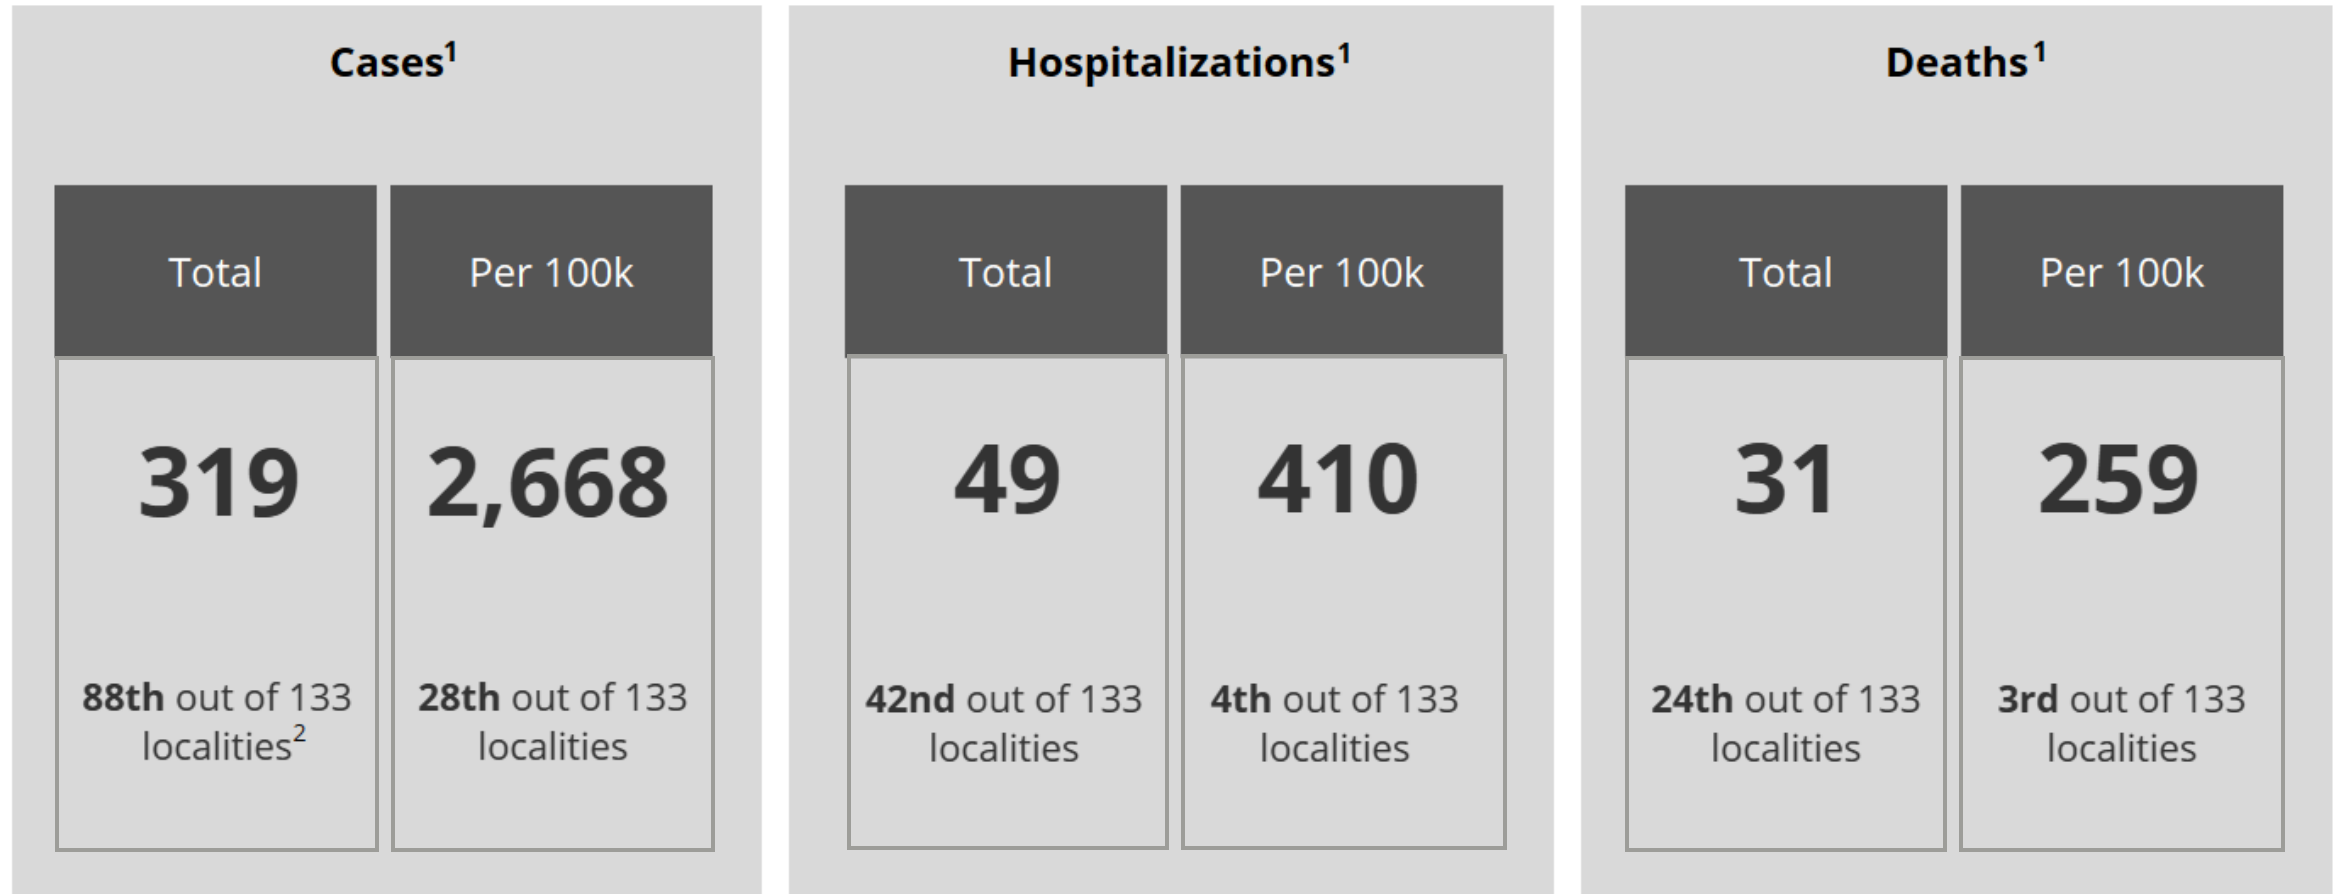 Cases¹
Total
Per 100k
319
2,668
88th out of 133
localities²
28th out of 133
localities
Hospitalizations¹
Total
Per 100k
49
410
42nd out of 133
localities
4th out of 133
localities
Deaths¹
Total
Per 100k
31
259
24th out of 133
localities
3rd out of 133
localities